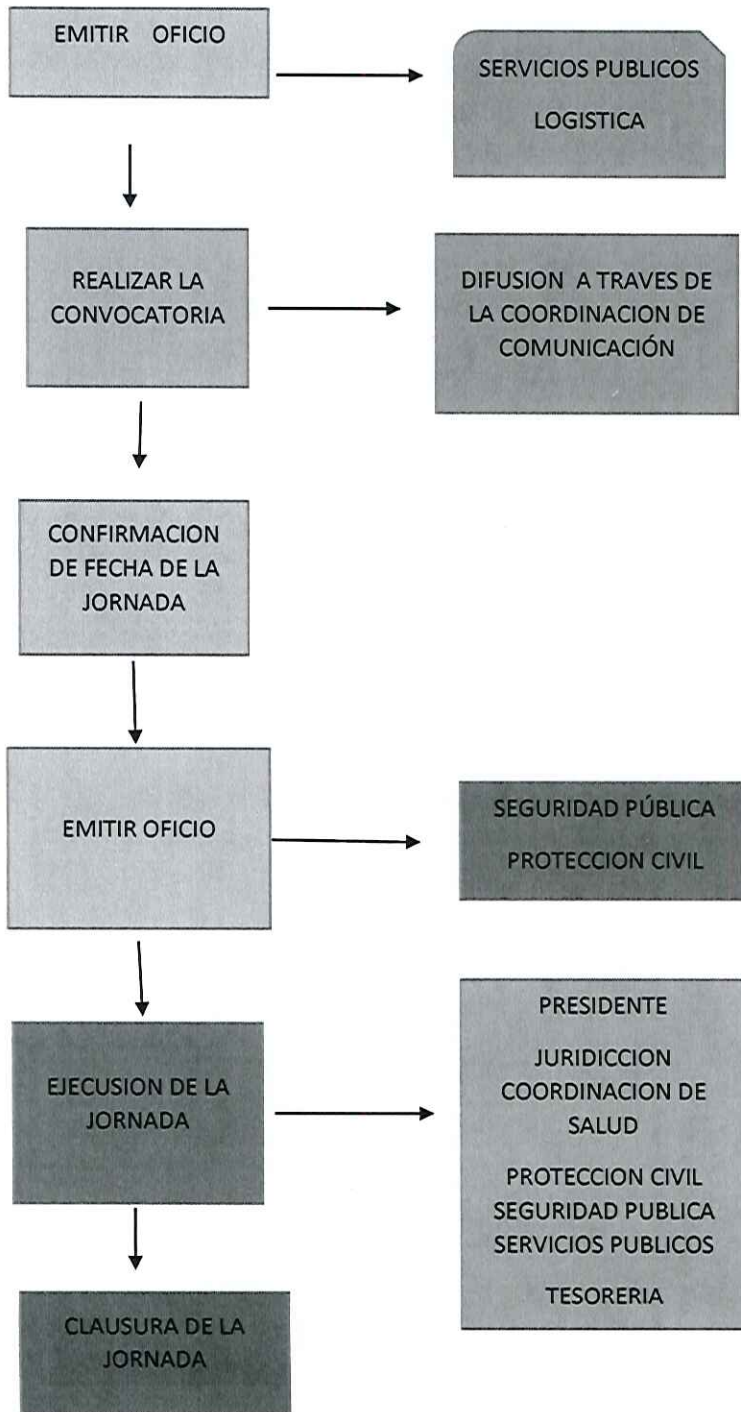 EMITIR OFICIO
SERVICIOS PUBLICOS
LOGISTICA
REALIZAR LA
CONVOCATORIA
DIFUSION A TRAVES DE
LA COORDINACION DE
COMUNICACIÓN
CONFIRMACION
DE FECHA DE LA
JORNADA
EMITIR OFICIO
SEGURIDAD PÚBLICA
PROTECCION CIVIL
EJECUSION DE LA
JORNADA
PRESIDENTE
JURIDICCION
COORDINACION DE
SALUD
PROTECCION CIVIL
SEGURIDAD PUBLICA
SERVICIOS PUBLICOS
TESORERIA
CLAUSURA DE LA
JORNADA